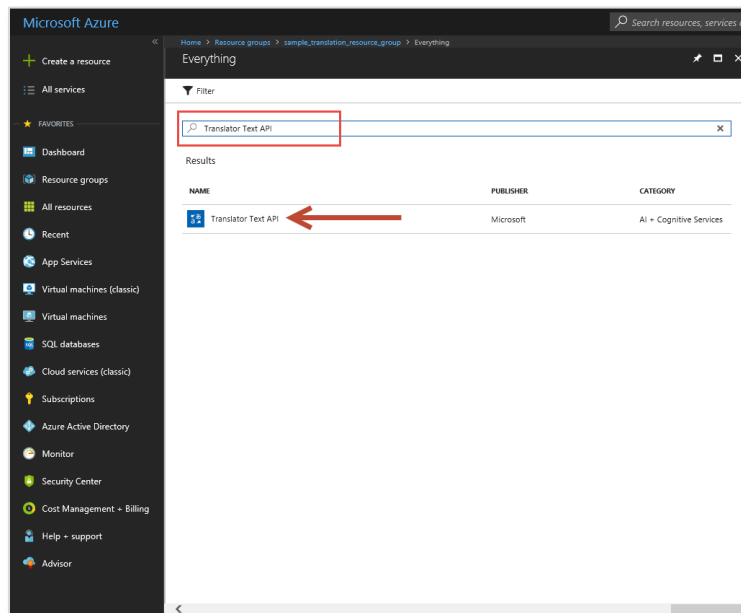 Microsoft Azure
Search resources, services
Home > Resource groups > sample_translation_resource_group > Everything
Everything
Create a resource
All services
FAVORITES
Dashboard
Resource groups
All resources
Recent
App Services
Virtual machines (classic)
Virtual machines
SQL databases
Cloud services (classic)
Subscriptions
Azure Active Directory
Monitor
Security Center
Cost Management + Billing
Help + support
Advisor
Filter
Translator Text API
Results
NAME PUBLISHER CATEGORY
Translator Text API Microsoft AI + Cognitive Services